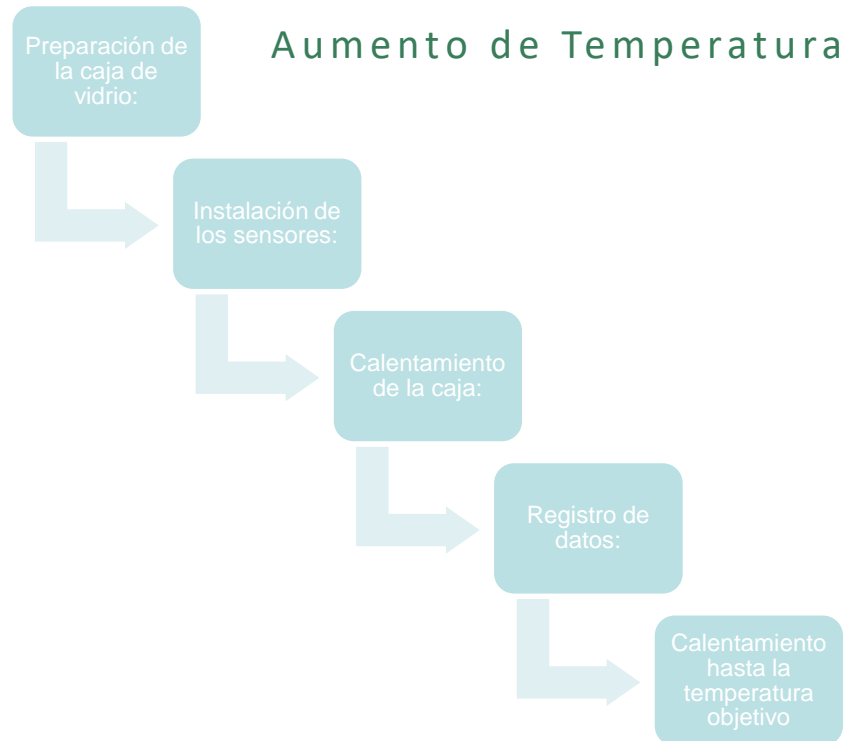 Aumento de Temperatura
Preparación de
la caja de
vidrio:
Instalación de
los sensores:
Calentamiento
de la caja:
Registro de
datos:
Calentamiento
hasta la
temperatura
objetivo